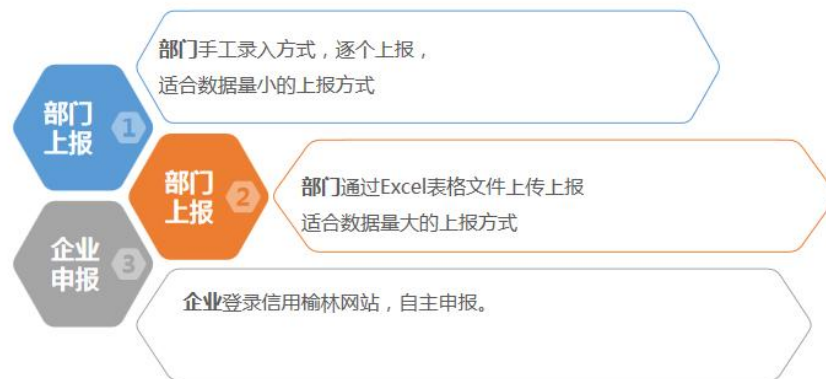 部门手工录入方式，逐个上报，
适合数据量小的上报方式
部门
上报
1
部门
上报
2
部门通过Excel表格文件上传上报
适合数据量大的上报方式
企业
申报
3
企业登录信用榆林网站，自主申报。